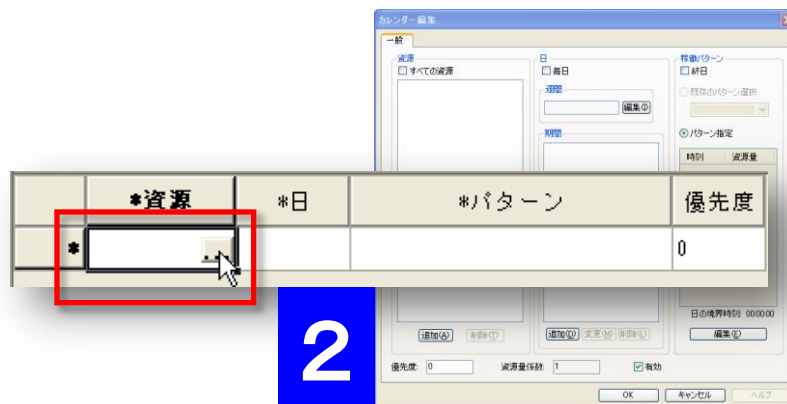 カレンダー編集
一般
資源
すべての資源
日
毎日
週間
編集(I)
期間
稼働パターン
終日
既存のパターン選択
パターン指定
時刻 資源量
*資源 *日 *パターン 優先度
* ... 0
日の境界時刻 00:00:00
追加(A) 削除(T) 追加(D) 変更(M) 削除(L) 編集(E)
優先度: 0 資源量係数: 1 有効
2
OK キャンセル ヘルプ